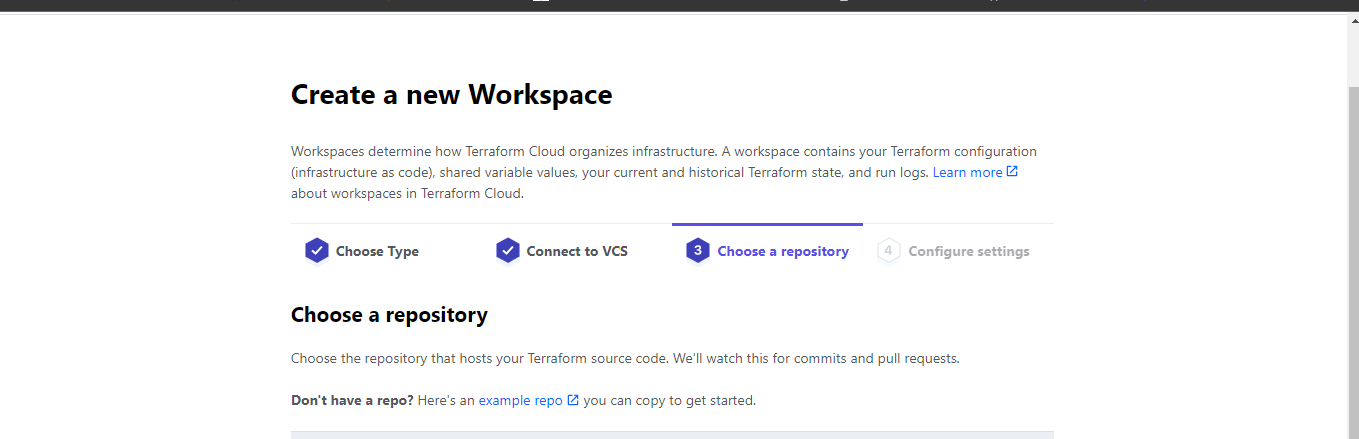 Create a new Workspace
Workspaces determine how Terraform Cloud organizes infrastructure. A workspace contains your Terraform configuration
(infrastructure as code), shared variable values, your current and historical Terraform state, and run logs. Learn more
about workspaces in Terraform Cloud.
Choose Type
Connect to VCS
3 Choose a repository
4 Configure settings
Choose a repository
Choose the repository that hosts your Terraform source code. We'll watch this for commits and pull requests.
Don't have a repo? Here's an example repo you can copy to get started.